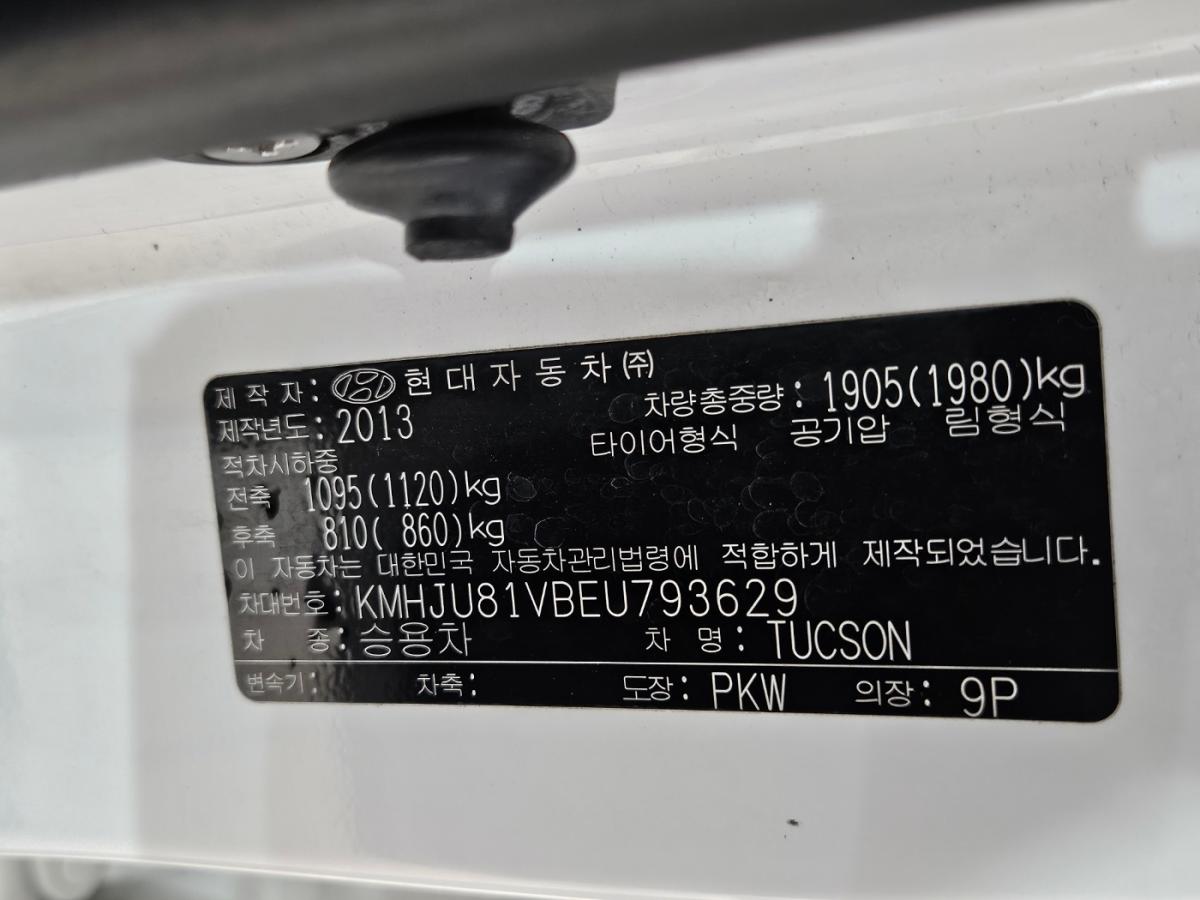 제작자: 현대자동차㈜
제작년도: 2013 차량총중량: 1905(1980)kg
적차시하중 타이어형식 공기압 림형식
전축 1095(1120)kg
후축 810( 860)kg
이 자동차는 대한민국 자동차관리법령에 적합하게 제작되었습니다.
차대번호: KMHJU81VBEU793629
차 종: 승용차 차 명: TUCSON
변속기: 차축: 도장: PKW 의장: 9P